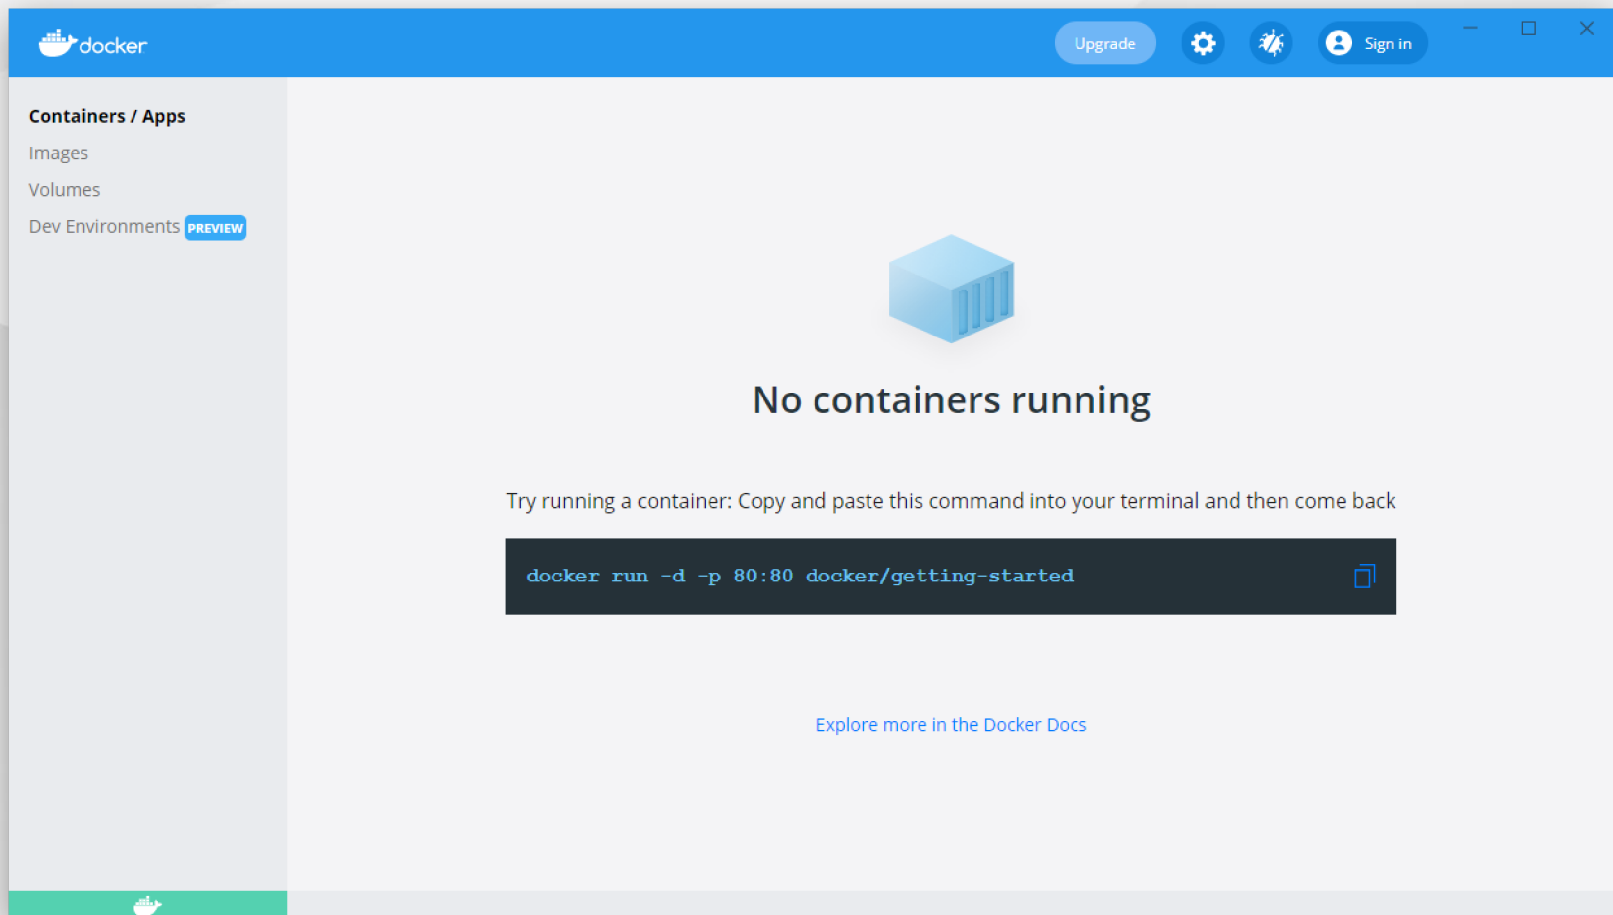 docker
Upgrade
Sign in
Containers / Apps
Images
Volumes
Dev Environments PREVIEW
No containers running
Try running a container: Copy and paste this command into your terminal and then come back
docker run -d -p 80:80 docker/getting-started
Explore more in the Docker Docs